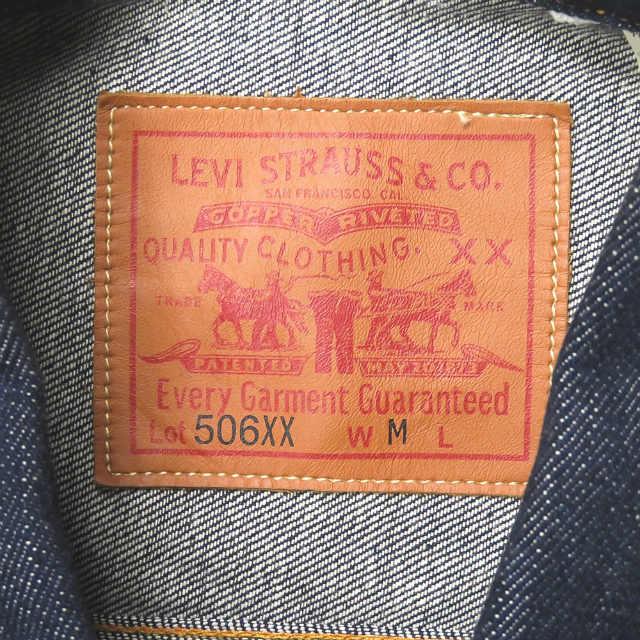 LEVI STRAUSS & CO.
SAN FRANCISCO, CAL
COPPER RIVETED
QUALITY CLOTHING. XX
TRADE MARK
PATENTED MAY 20 1873
Every Garment Guaranteed
Lot 506XX W M L